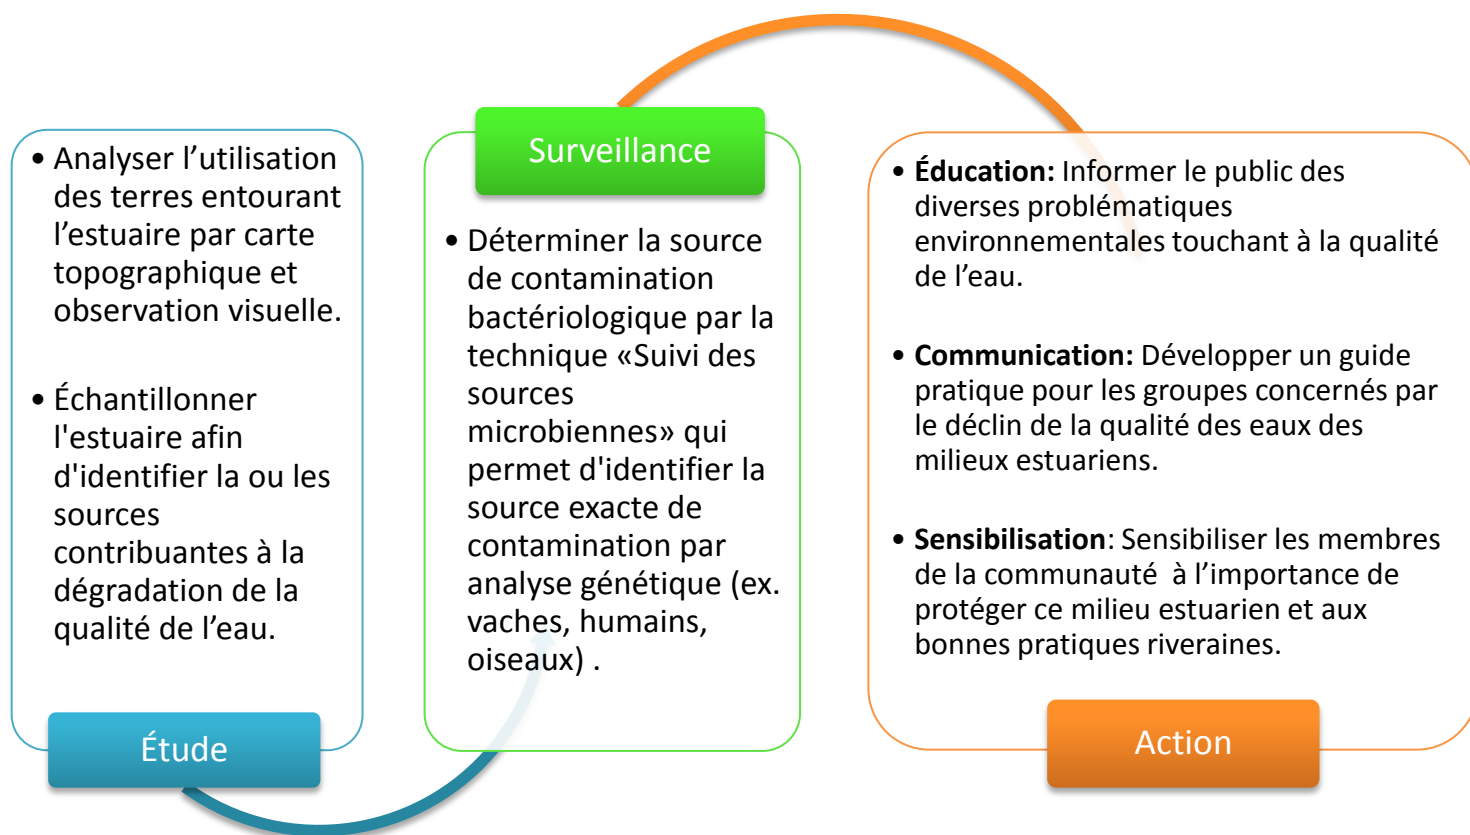 • Analyser l’utilisation
des terres entourant
l’estuaire par carte
topographique et
observation visuelle.
• Échantillonner
l'estuaire afin
d'identifier la ou les
sources
contribuantes à la
dégradation de la
qualité de l’eau.
Étude
Surveillance
• Déterminer la source
de contamination
bactériologique par la
technique «Suivi des
sources
microbiennes» qui
permet d'identifier la
source exacte de
contamination par
analyse génétique (ex.
vaches, humains,
oiseaux) .
• Éducation: Informer le public des
diverses problématiques
environnementales touchant à la qualité
de l’eau.
• Communication: Développer un guide
pratique pour les groupes concernés par
le déclin de la qualité des eaux des
milieux estuariens.
• Sensibilisation: Sensibiliser les membres
de la communauté  à l’importance de
protéger ce milieu estuarien et aux
bonnes pratiques riveraines.
Action